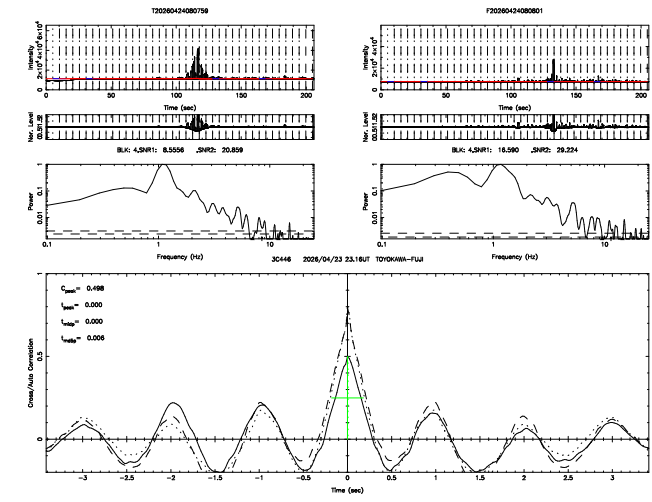 T20260424080759
F20260424080801
Intensity
2×10⁴ 4×10⁴ 6×10⁴
0
50
100
150
200
Time (sec)
Intensity
2×10⁴ 4×10⁴
0
50
100
150
200
Time (sec)
Nor. Level
Nor. Level
BLK: 4,SNR1: 8.5556 ,SNR2: 20.859
BLK: 4,SNR1: 16.590 ,SNR2: 29.224
Power
1
0.1
0.01
0.1
1
10
Frequency (Hz)
Power
1
0.1
0.01
0.1
1
10
Frequency (Hz)
3C446 2026/04/23 23.16UT TOYOKAWA-FUJI
Cpeak= 0.498
tpeak= 0.000
tmidp= 0.000
Cross/Auto Correlation
1
0.5
0
-3 -2.5 -2 -1.5 -1 -0.5 0 0.5 1 1.5 2 2.5 3
Time (sec)